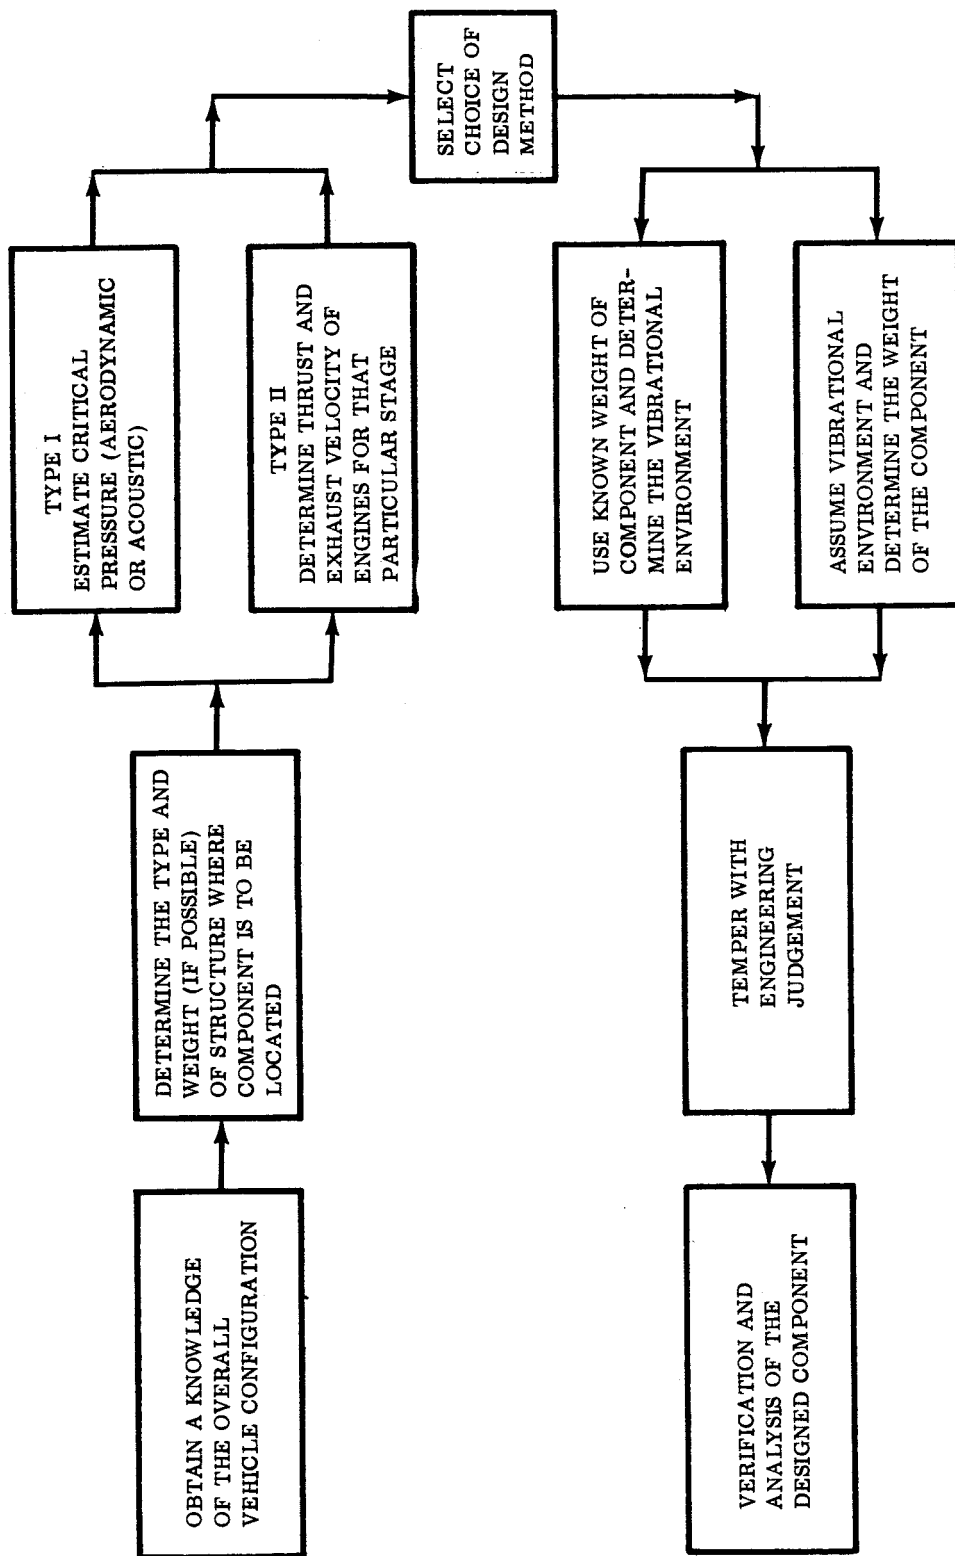 OBTAIN A KNOWLEDGE
OF THE OVERALL
VEHICLE CONFIGURATION
DETERMINE THE TYPE AND
WEIGHT (IF POSSIBLE)
OF STRUCTURE WHERE
COMPONENT IS TO BE
LOCATED
TYPE I
ESTIMATE CRITICAL
PRESSURE (AERODYNAMIC
OR ACOUSTIC)
TYPE II
DETERMINE THRUST AND
EXHAUST VELOCITY OF
ENGINES FOR THAT
PARTICULAR STAGE
SELECT
CHOICE OF
DESIGN
METHOD
USE KNOWN WEIGHT OF
COMPONENT AND DETER-
MINE THE VIBRATIONAL
ENVIRONMENT
ASSUME VIBRATIONAL
ENVIRONMENT AND
DETERMINE THE WEIGHT
OF THE COMPONENT
TEMPER WITH
ENGINEERING
JUDGEMENT
VERIFICATION AND
ANALYSIS OF THE
DESIGNED COMPONENT